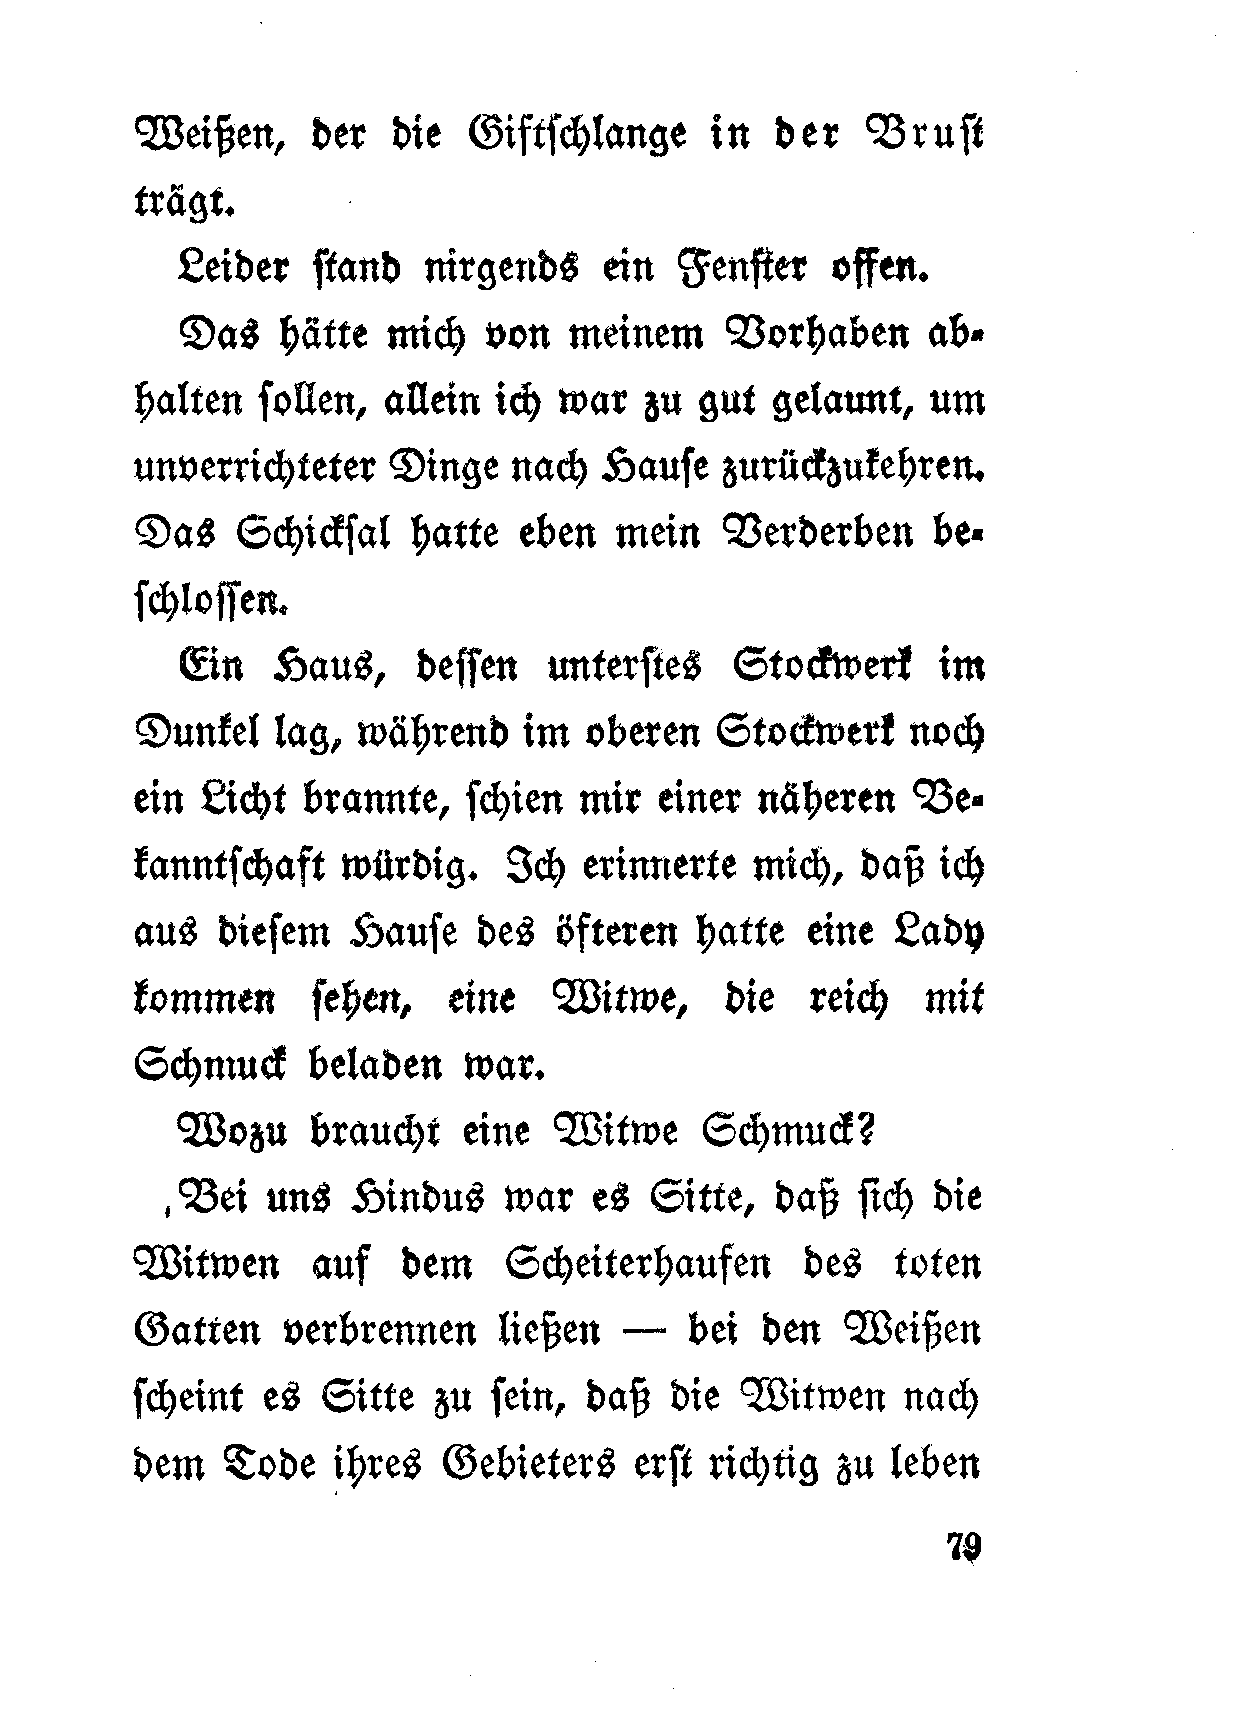 Weißen, der die Giftschlange in der Brust
trägt.
Leider stand nirgends ein Fenster offen.
Das hätte mich von meinem Vorhaben ab-
halten sollen, allein ich war zu gut gelaunt, um
unverrichteter Dinge nach Hause zurückzukehren.
Das Schicksal hatte eben mein Verderben be-
schlossen.
Ein Haus, dessen unterstes Stockwerk im
Dunkel lag, während im oberen Stockwerk noch
ein Licht brannte, schien mir einer näheren Be-
kanntschaft würdig. Ich erinnerte mich, daß ich
aus diesem Hause des öfteren hatte eine Lady
kommen sehen, eine Witwe, die reich mit
Schmuck beladen war.
Wozu braucht eine Witwe Schmuck?
‚Bei uns Hindus war es Sitte, daß sich die
Witwen auf dem Scheiterhaufen des toten
Gatten verbrennen ließen — bei den Weißen
scheint es Sitte zu sein, daß die Witwen nach
dem Tode ihres Gebieters erst richtig zu leben
79